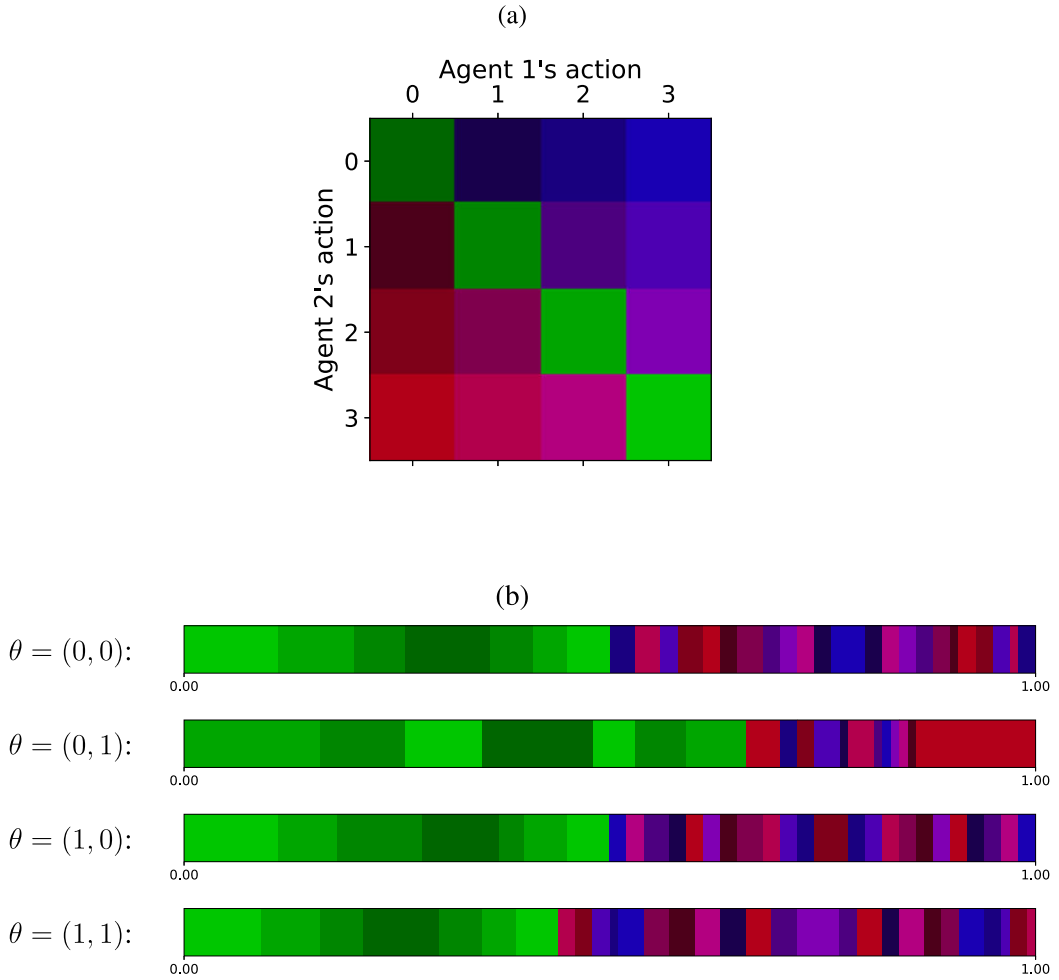 (a)
Agent 1's action
0 1 2 3
Agent 2's action
0
1
2
3
(b)
θ = (0, 0):
0.00 1.00
θ = (0, 1):
0.00 1.00
θ = (1, 0):
0.00 1.00
θ = (1, 1):
0.00 1.00